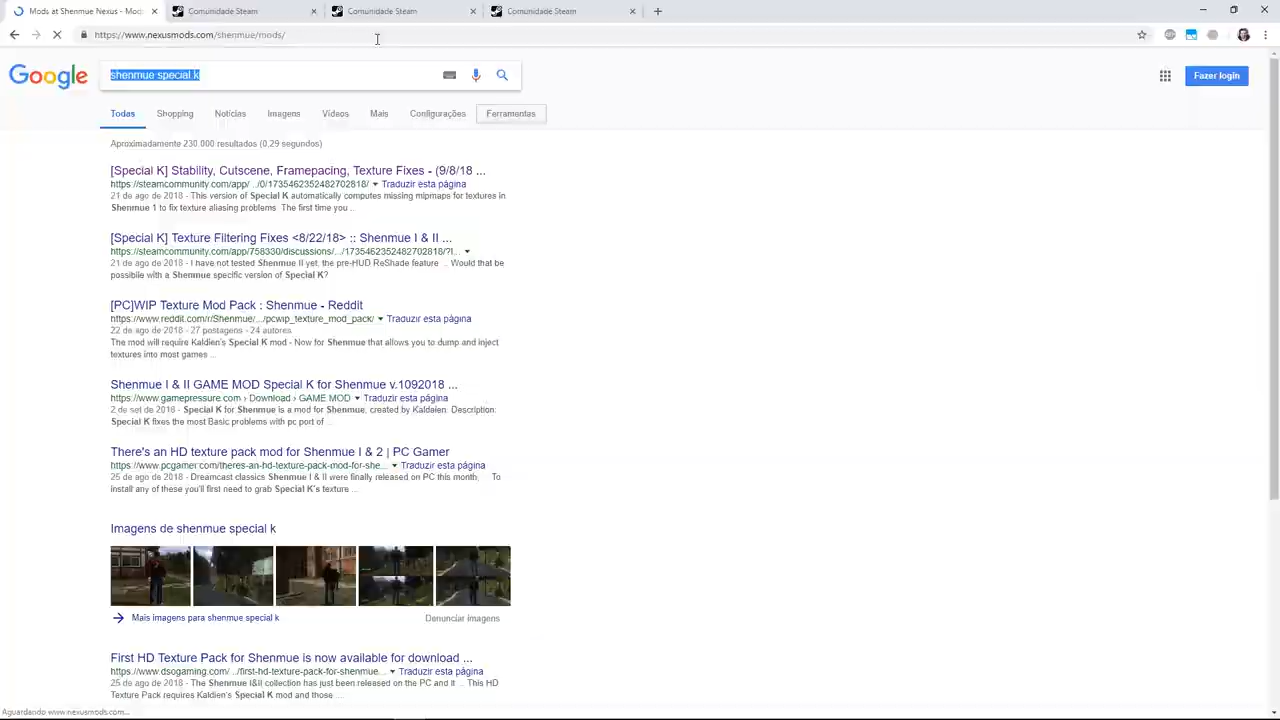 Mods at Shenmue Nexus - Mods
Comunidade Steam
Comunidade Steam
Comunidade Steam
https://www.nexusmods.com/shenmue/mods/
Google
shenmue special k
Fazer login
Todas Shopping Notícias Imagens Vídeos Mais Configurações Ferramentas
Aproximadamente 230.000 resultados (0,29 segundos)
[Special K] Stability, Cutscene, Framepacing, Texture Fixes - (9/8/18 ...
https://steamcommunity.com/app/.../0/1735462352482702818/ Traduzir esta página
21 de ago de 2018 - This version of Special K automatically computes missing mipmaps for textures in
Shenmue 1 to fix texture aliasing problems. The first time you ...
[Special K] Texture Filtering Fixes <8/22/18> :: Shenmue I & II ...
https://steamcommunity.com/app/758330/discussions/.../1735462352482702818/?l...
21 de ago de 2018 - I have not tested Shenmue II yet, the pre-HUD ReShade feature ... Would that be
possibile with a Shenmue specific version of Special K?
[PC]WIP Texture Mod Pack : Shenmue - Reddit
https://www.reddit.com/r/Shenmue/.../pcwip_texture_mod_pack/ Traduzir esta página
22 de ago de 2018 - 27 postagens - 24 autores
The mod will require Kaldien's Special K mod - Now for Shenmue that allows you to dump and inject
textures into most games ...
Shenmue I & II GAME MOD Special K for Shenmue v.1092018 ...
https://www.gamepressure.com › Download › GAME MOD Traduzir esta página
2 de set de 2018 - Special K for Shenmue is a mod for Shenmue, created by Kaldaien. Description:
Special K fixes the most Basic problems with pc port of ...
There's an HD texture pack mod for Shenmue I & 2 | PC Gamer
https://www.pcgamer.com/theres-an-hd-texture-pack-mod-for-she... Traduzir esta página
25 de ago de 2018 - Dreamcast classics Shenmue I & II were finally released on PC this month, ... To
install any of these you'll first need to grab Special K's texture ...
Imagens de shenmue special k
Mais imagens para shenmue special k
Denunciar imagens
First HD Texture Pack for Shenmue is now available for download ...
https://www.dsogaming.com/.../first-hd-texture-pack-for-shenmue... Traduzir esta página
25 de ago de 2018 - The Shenmue I&II collection has just been released on the PC and it ... This HD
Texture Pack requires Kaldien's Special K mod and those ...
Aguardando www.nexusmods.com...